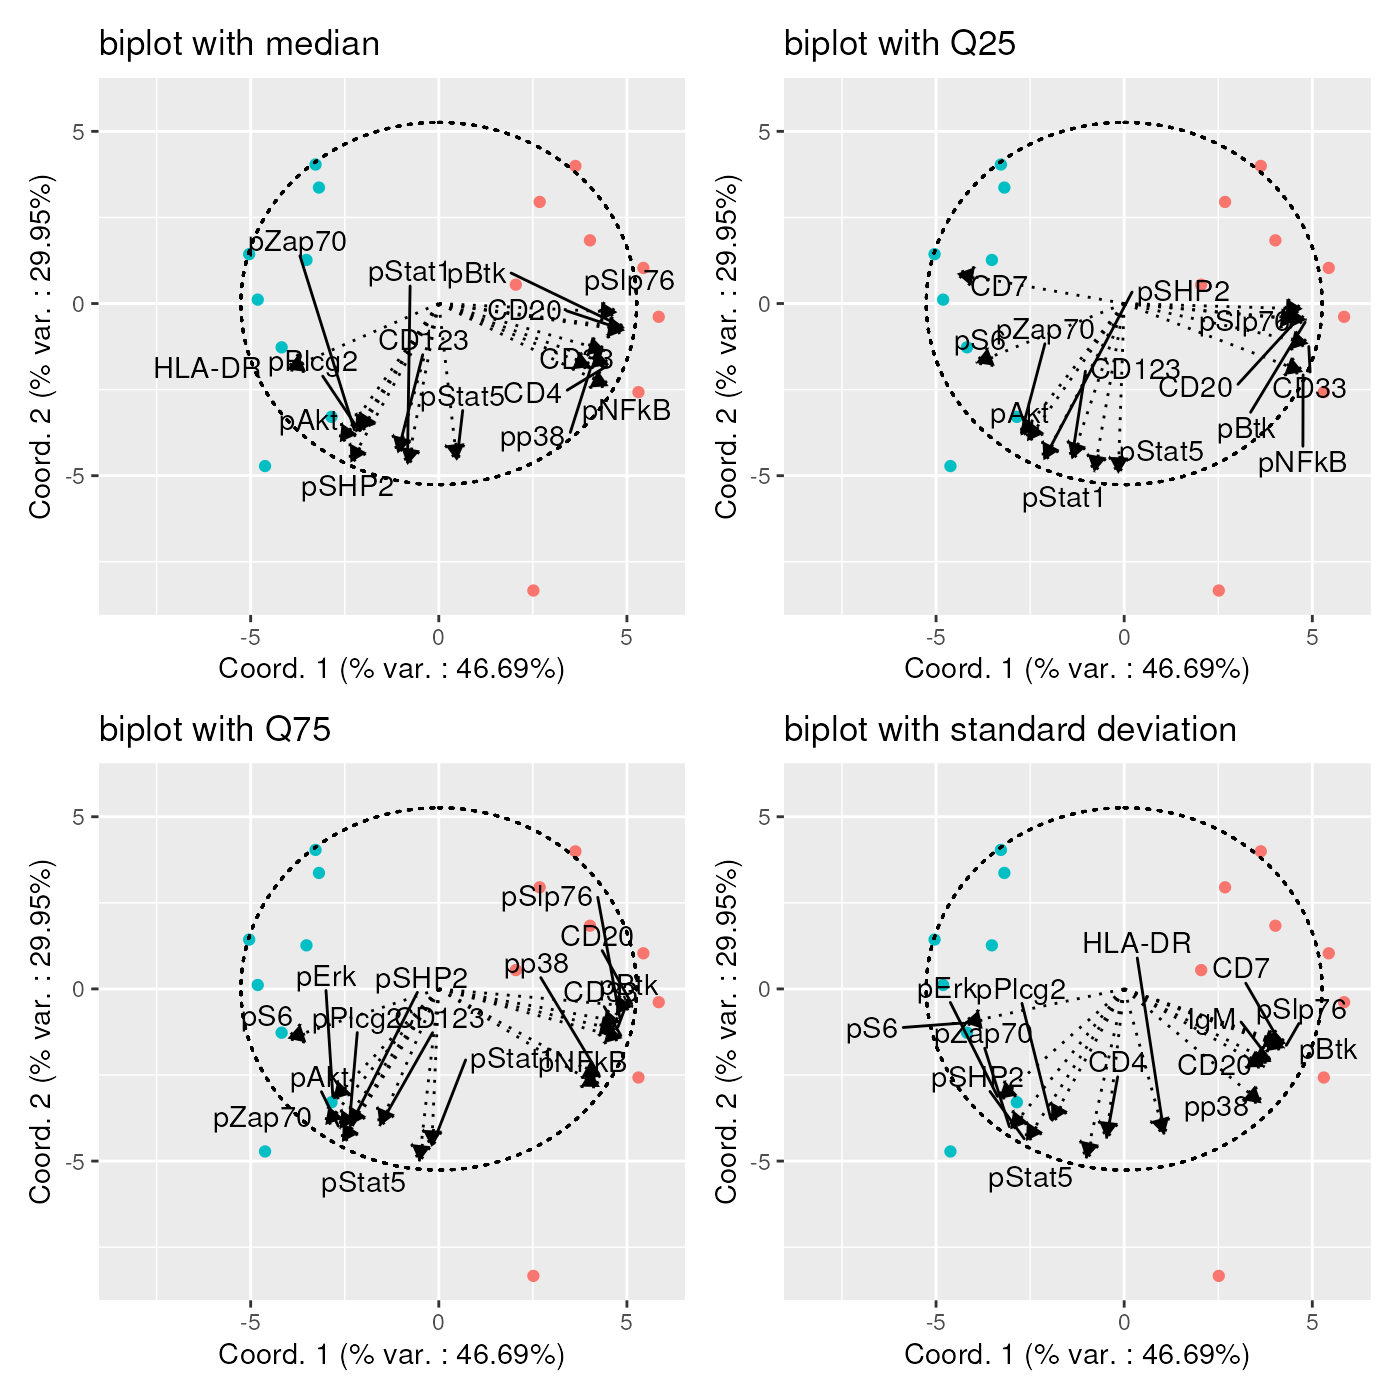 biplot with median
Coord. 2 (% var. : 29.95%)
5
0
-5
pZap70
pStat1
pBtk
pSlp76
CD20
CD123
HLA-DR
pPlcg2
CD33
pStat5
CD4
pNFkB
pAkt
pp38
pSHP2
-5
0
5
Coord. 1 (% var. : 46.69%)
biplot with Q25
Coord. 2 (% var. : 29.95%)
5
0
-5
CD7
pSHP2
pSlp76
pS6
pZap70
CD123
CD20
CD33
pAkt
pBtk
pStat5
pNFkB
pStat1
-5
0
5
Coord. 1 (% var. : 46.69%)
biplot with Q75
Coord. 2 (% var. : 29.95%)
5
0
-5
pSlp76
CD20
pp38
pErk
pSHP2
CD33
pBtk
pS6
pPlcg2
CD123
pStat1
pNFkB
pAkt
pZap70
pStat5
-5
0
5
Coord. 1 (% var. : 46.69%)
biplot with standard deviation
Coord. 2 (% var. : 29.95%)
5
0
-5
HLA-DR
CD7
pErk
pPlcg2
pSlp76
IgM
pS6
pZap70
pBtk
CD4
CD20
pSHP2
pp38
pStat5
-5
0
5
Coord. 1 (% var. : 46.69%)